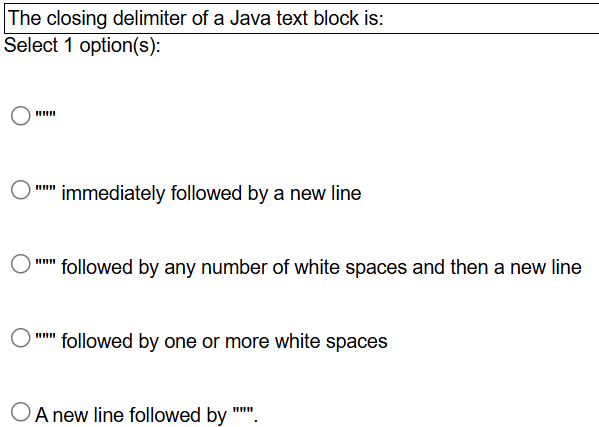 The closing delimiter of a Java text block is:
Select 1 option(s):
"""
""" immediately followed by a new line
""" followed by any number of white spaces and then a new line
""" followed by one or more white spaces
A new line followed by """.